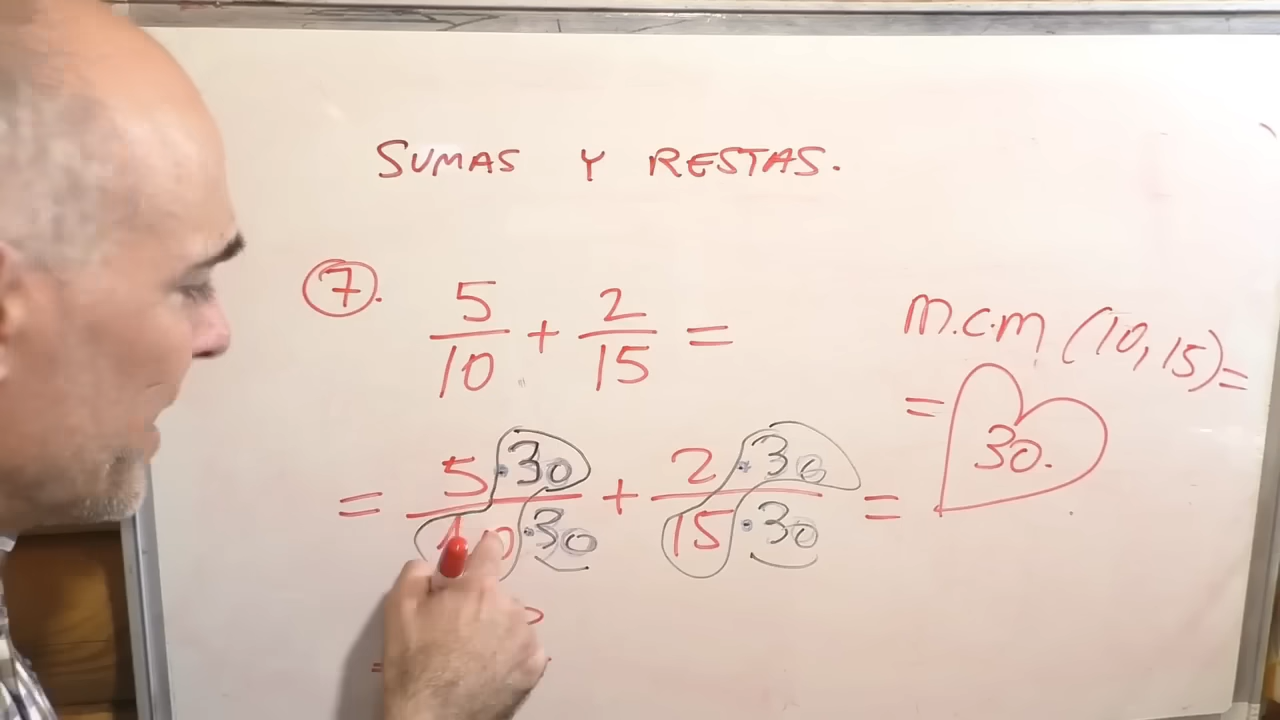 SUMAS Y RESTAS.
7. 5/10 + 2/15 =
m.c.m (10, 15) =
= 30.
= 5·30/10·30 + 2·30/15·30 =